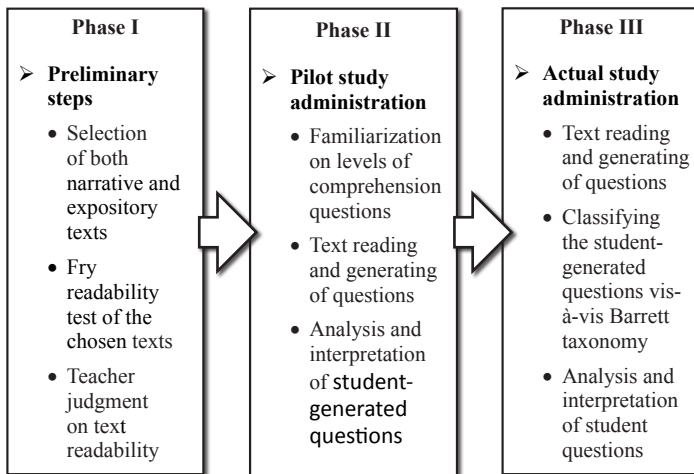 Phase I
➢ Preliminary
steps
• Selection
of both
narrative and
expository
texts
• Fry
readability
test of the
chosen texts
• Teacher
judgment
on text
readability
Phase II
➢ Pilot study
administration
• Familiarization
on levels of
comprehension
questions
• Text reading
and generating
of questions
• Analysis and
interpretation
of student-
generated
questions
Phase III
➢ Actual study
administration
• Text reading
and generating
of questions
• Classifying
the student-
generated
questions vis-
à-vis Barrett
taxonomy
• Analysis and
interpretation
of student
questions